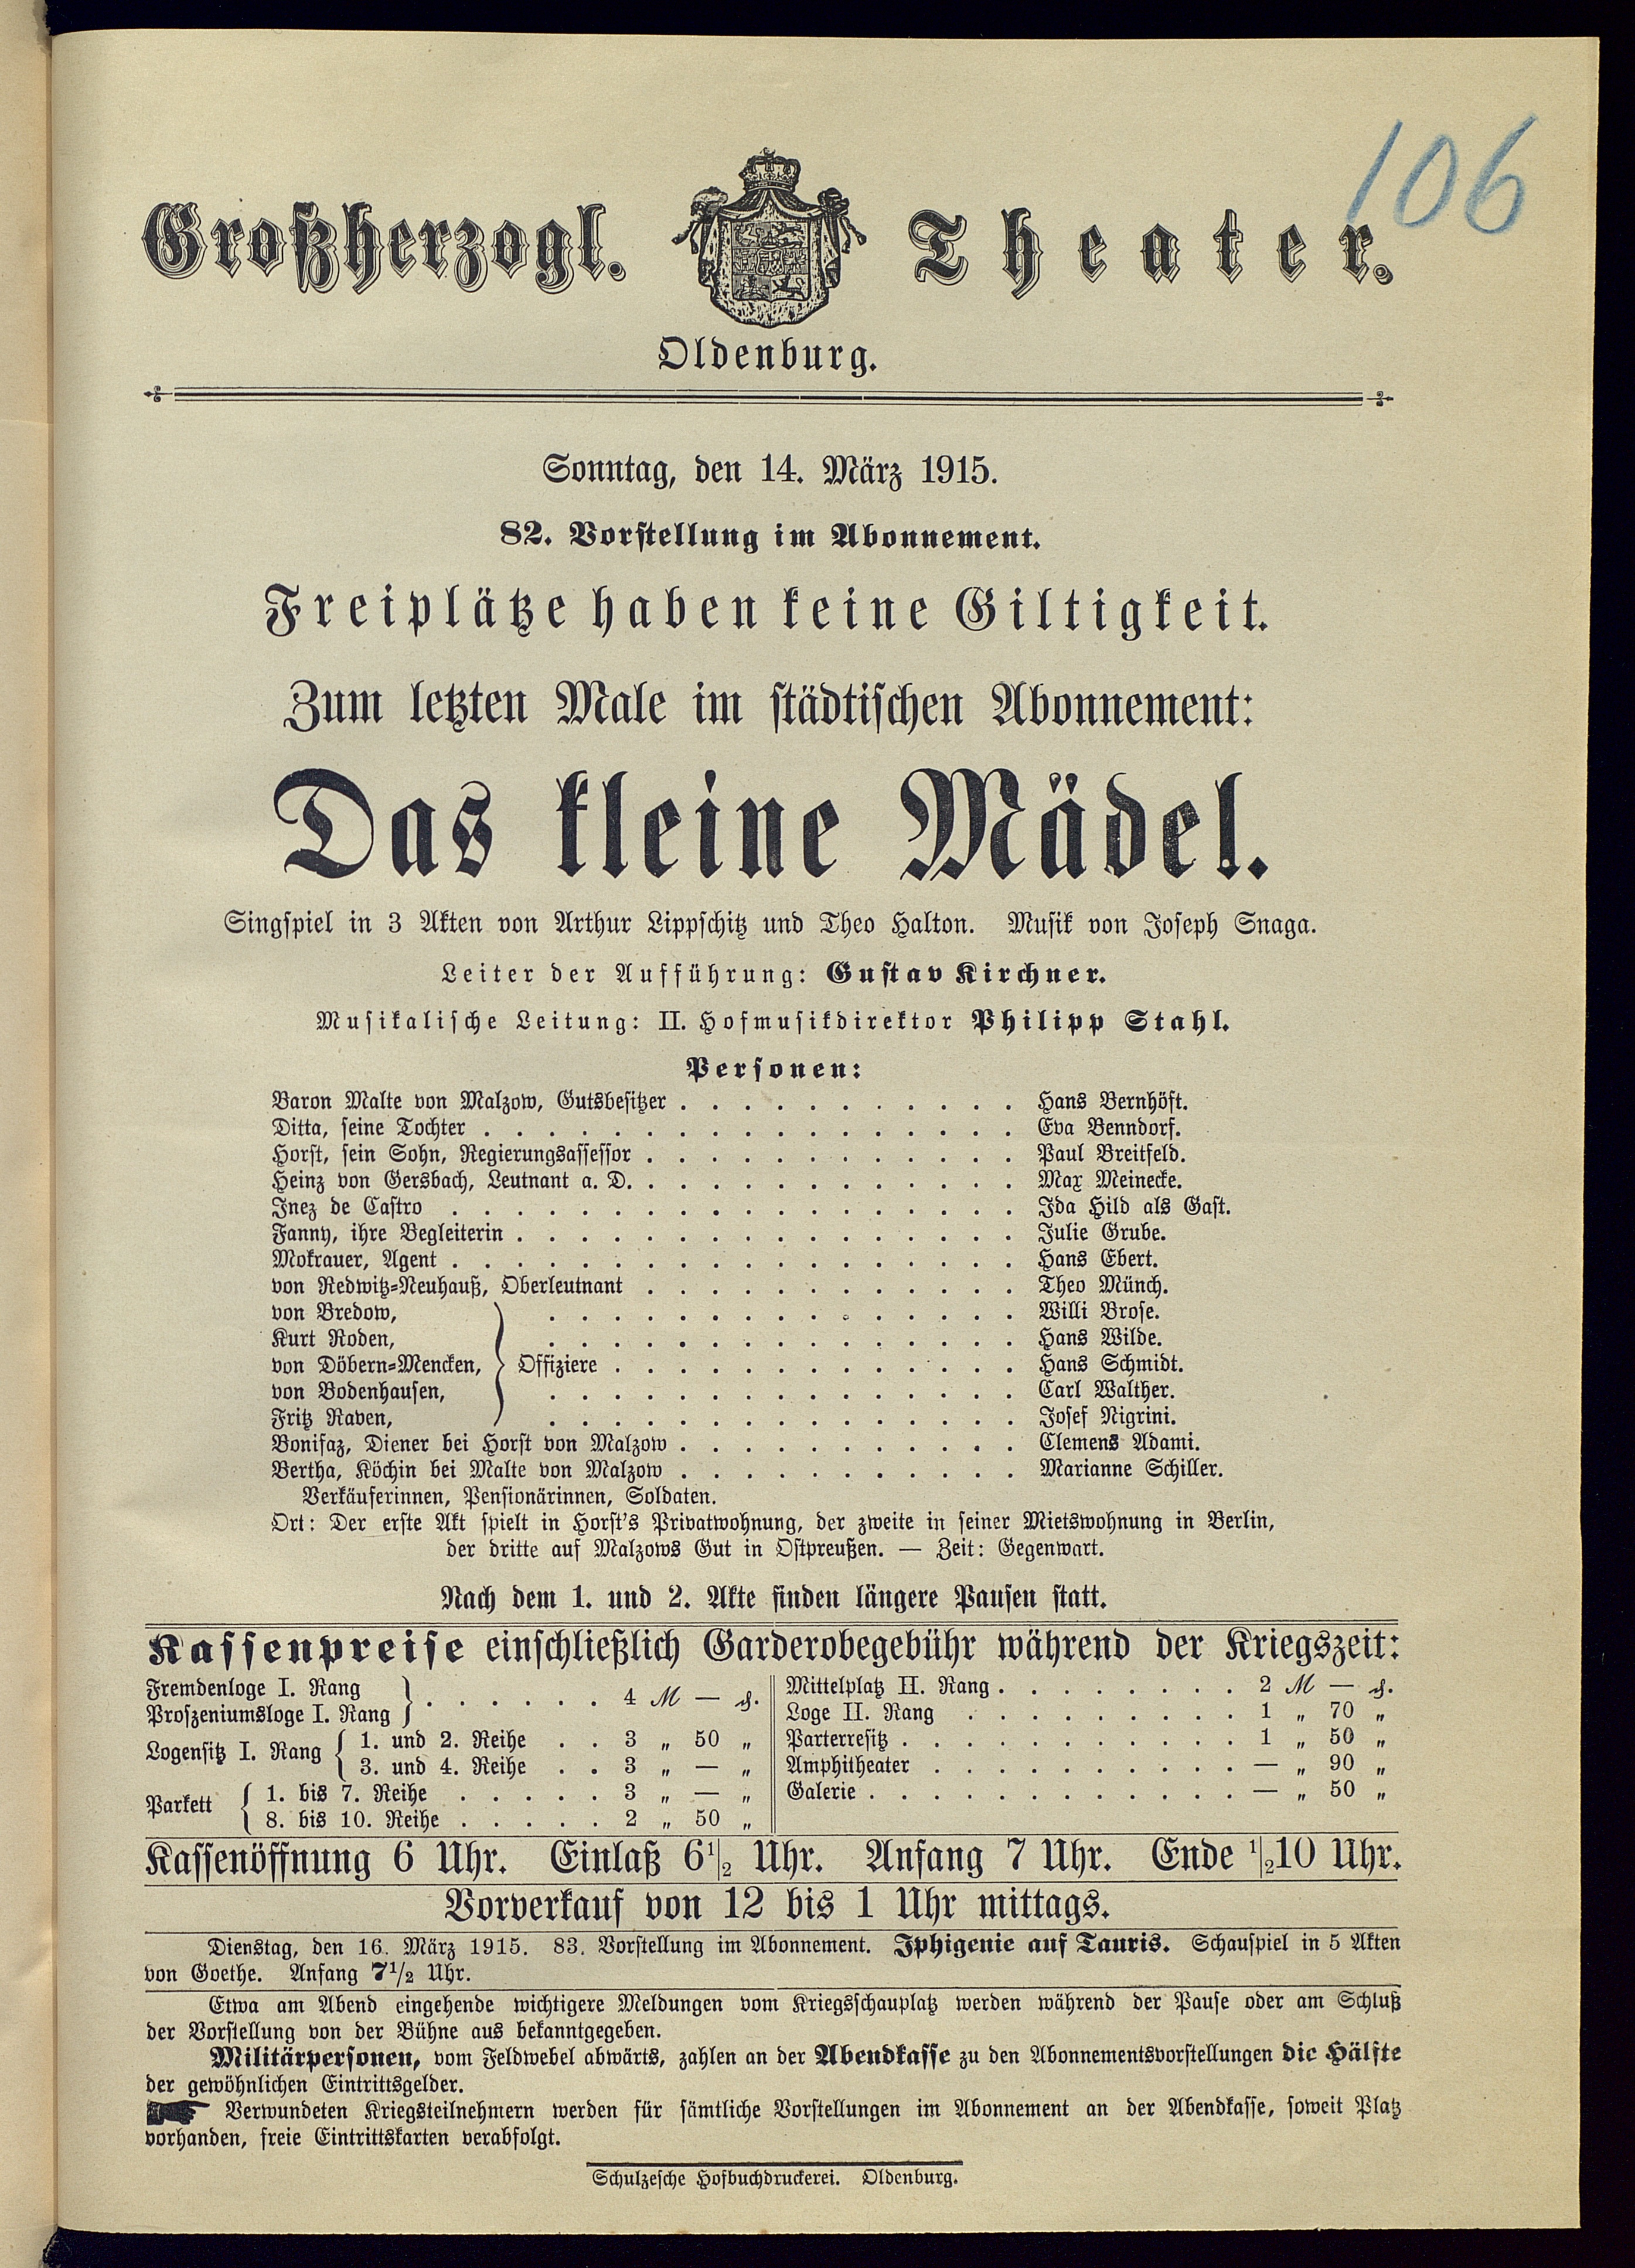 106
Großherzogl. Theater.
Oldenburg.
Sonntag, den 14. März 1915.
82. Vorstellung im Abonnement.
Freiplätze haben keine Giltigkeit.
Zum letzten Male im städtischen Abonnement:
Das kleine Mädel.
Singspiel in 3 Akten von Arthur Lippschitz und Theo Halton. Musik von Joseph Snaga.
Leiter der Aufführung: Gustav Kirchner.
Musikalische Leitung: II. Hofmusikdirektor Philipp Stahl.
Personen:
Baron Malte von Malzow, Gutsbesitzer . . . . . . . . . . . Hans Bernhöft.
Ditta, seine Tochter . . . . . . . . . . . . . . . . . Eva Benndorf.
Horst, sein Sohn, Regierungsassessor . . . . . . . . . . . . Paul Breitfeld.
Heinz von Gersbach, Leutnant a. D. . . . . . . . . . . . . Max Meinecke.
Inez de Castro . . . . . . . . . . . . . . . . . . Ida Hild als Gast.
Fanny, ihre Begleiterin . . . . . . . . . . . . . . . . Julie Grube.
Mokrauer, Agent . . . . . . . . . . . . . . . . . . Hans Ebert.
von Redwitz-Neuhauß, Oberleutnant . . . . . . . . . . . . Theo Münch.
von Bredow, . . . . . . . . . . . . . . . Willi Brose.
Kurt Roden, . . . . . . . . . . . . . . . Hans Wilde.
von Döbern-Mencken, } Offiziere . . . . . . . . . . . . . Hans Schmidt.
von Bodenhausen, . . . . . . . . . . . . . . . Carl Walther.
Fritz Raven, . . . . . . . . . . . . . . . Josef Nigrini.
Bonifaz, Diener bei Horst von Malzow . . . . . . . . . . . Clemens Adami.
Bertha, Köchin bei Malte von Malzow . . . . . . . . . . . Marianne Schiller.
Verkäuferinnen, Pensionärinnen, Soldaten.
Ort: Der erste Akt spielt in Horst's Privatwohnung, der zweite in seiner Mietswohnung in Berlin,
der dritte auf Malzows Gut in Ostpreußen. — Zeit: Gegenwart.
Nach dem 1. und 2. Akte finden längere Pausen statt.
Kassenpreise einschließlich Garderobegebühr während der Kriegszeit:
Fremdenloge I. Rang
Proszeniumsloge I. Rang } . . . . . . 4 M — ₰.
Logensitz I. Rang { 1. und 2. Reihe . . 3 „ 50 „
3. und 4. Reihe . . 3 „ — „
Parkett { 1. bis 7. Reihe . . . . . 3 „ — „
8. bis 10. Reihe . . . . . 2 „ 50 „
Mittelplatz II. Rang . . . . . . . . 2 M — ₰.
Loge II. Rang . . . . . . . . . 1 „ 70 „
Parterresitz . . . . . . . . . . . 1 „ 50 „
Amphitheater . . . . . . . . . . — „ 90 „
Galerie . . . . . . . . . . . . — „ 50 „
Kassenöffnung 6 Uhr. Einlaß 6½ Uhr. Anfang 7 Uhr. Ende ½10 Uhr.
Vorverkauf von 12 bis 1 Uhr mittags.
Dienstag, den 16. März 1915. 83. Vorstellung im Abonnement. Iphigenie auf Tauris. Schauspiel in 5 Akten
von Goethe. Anfang 7½ Uhr.
Etwa am Abend eingehende wichtigere Meldungen vom Kriegsschauplatz werden während der Pause oder am Schluß
der Vorstellung von der Bühne aus bekanntgegeben.
Militärpersonen, vom Feldwebel abwärts, zahlen an der Abendkasse zu den Abonnementsvorstellungen die Hälfte
der gewöhnlichen Eintrittsgelder.
Verwundeten Kriegsteilnehmern werden für sämtliche Vorstellungen im Abonnement an der Abendkasse, soweit Platz
vorhanden, freie Eintrittskarten verabfolgt.
Schulzesche Hofbuchdruckerei. Oldenburg.